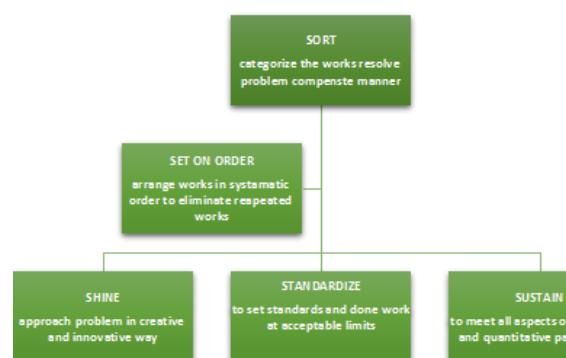 SORT
categorize the works resolve
problem compenste manner
SET ON ORDER
arrange works in systamatic
order to eliminate reapeated
works
SHINE
approach problem in creative
and innovative way
STANDARDIZE
to set standards and done work
at acceptable limits
SUSTAIN
to meet all aspects
and quantitative